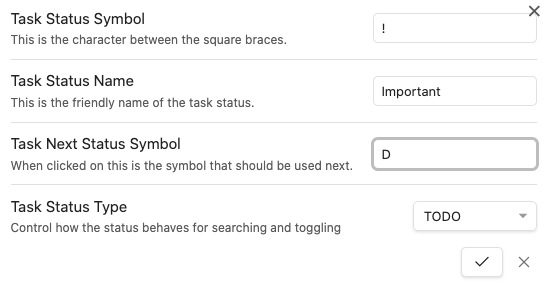 Task Status Symbol
This is the character between the square braces.
!
Task Status Name
This is the friendly name of the task status.
Important
Task Next Status Symbol
When clicked on this is the symbol that should be used next.
D
Task Status Type
Control how the status behaves for searching and toggling
TODO